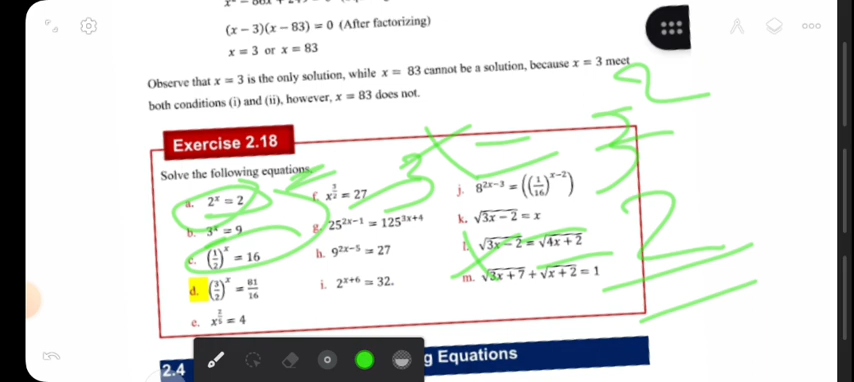 (x − 3)(x − 83) = 0 (After factorizing)
x = 3 or x = 83
Observe that x = 3 is the only solution, while x = 83 cannot be a solution, because x = 3 meet
both conditions (i) and (ii), however, x = 83 does not.
Exercise 2.18
Solve the following equations.
a. 2^x = 2
b. 3^x = 9
c. (1/2)^x = 16
d. (3/2)^x = 81/16
e. = 4
f. = 27
g. 25^(2x−1) = 125^(3x+4)
h. 9^(2x−5) = 27
i. 2^(x+6) = 32.
j. 8^(2x−3) = ((1/16)^(x−2))
k. √(3x − 2) = x
l. √(3x − 2) = √(4x + 2)
m. √(3x + 7) + √(x + 2) = 1
2.4
g Equations
2
3
x =
3
2